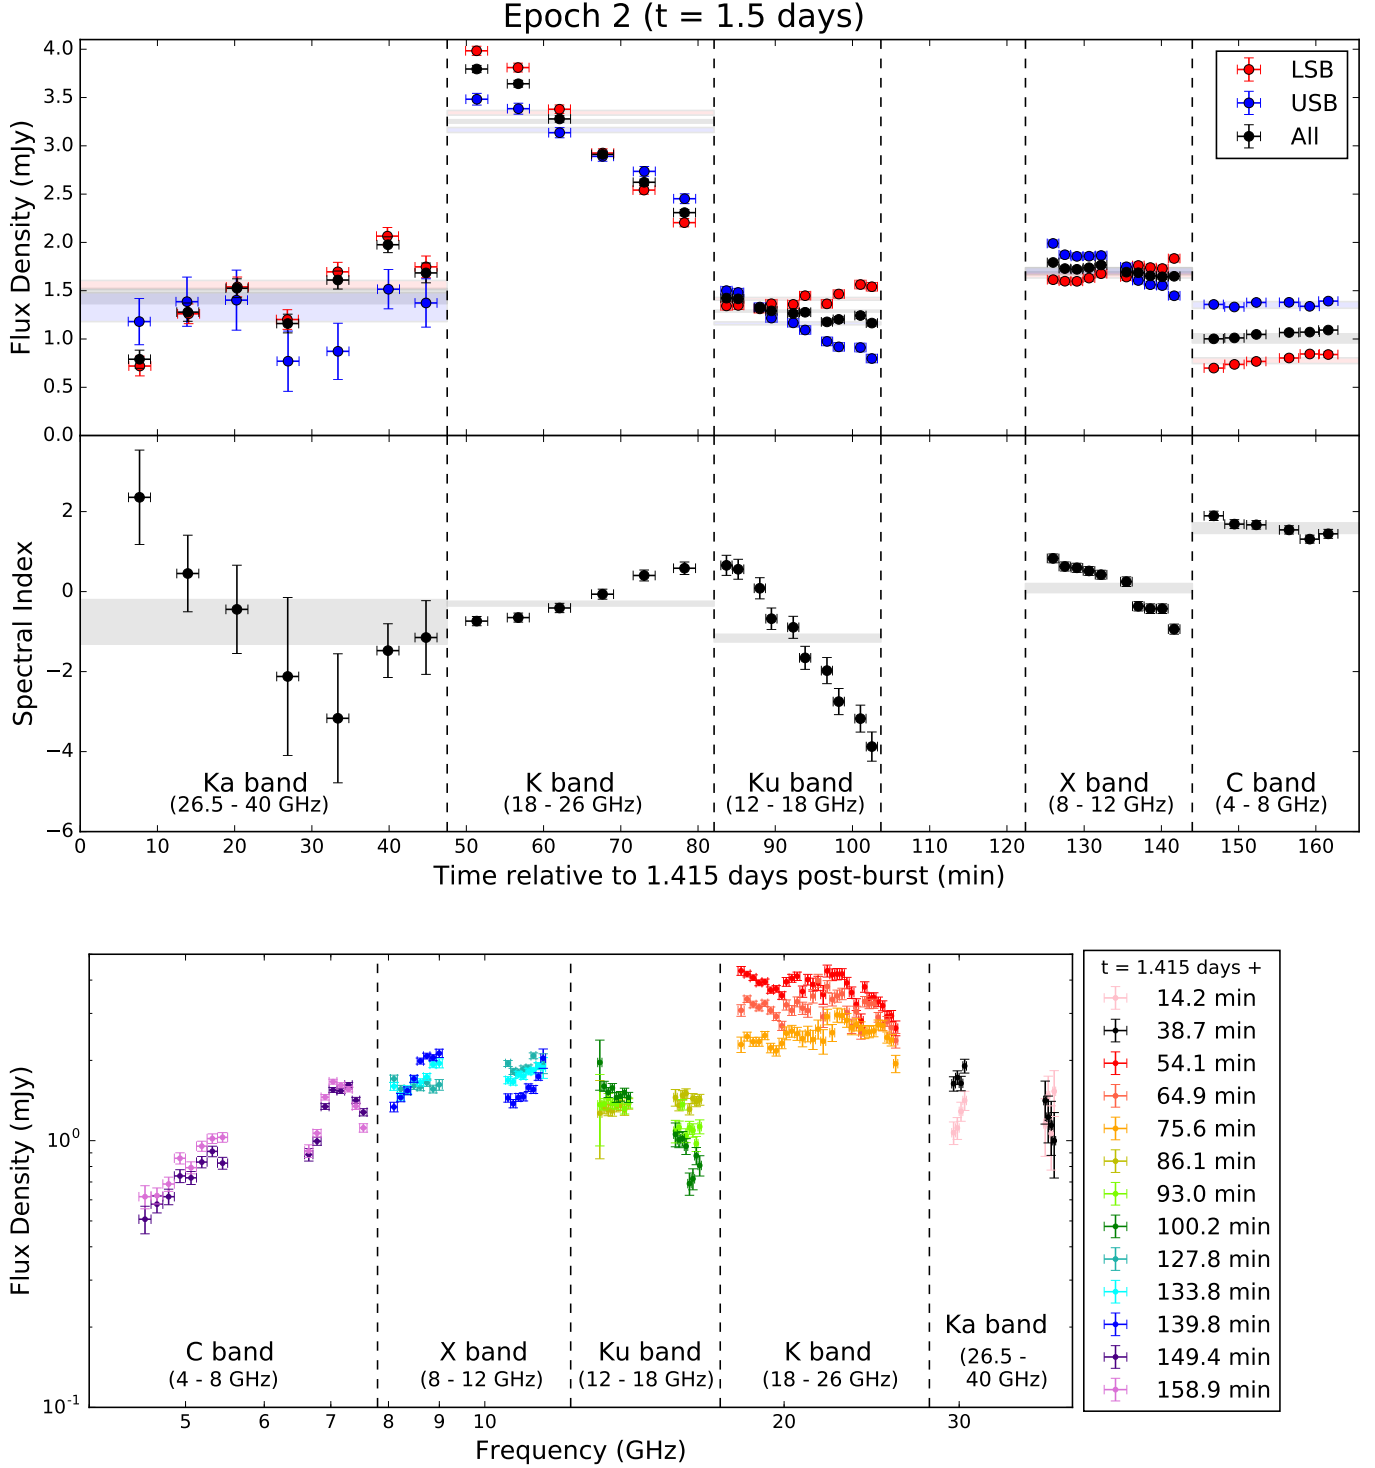 Epoch 2 (t = 1.5 days)
Flux Density (mJy)
4.0
3.5
3.0
2.5
2.0
1.5
1.0
0.5
0.0
LSB
USB
All
Spectral Index
2
0
−2
−4
−6
Ka band
(26.5 - 40 GHz)
K band
(18 - 26 GHz)
Ku band
(12 - 18 GHz)
X band
(8 - 12 GHz)
C band
(4 - 8 GHz)
0 10 20 30 40 50 60 70 80 90 100 110 120 130 140 150 160
Time relative to 1.415 days post-burst (min)
Flux Density (mJy)
10^0
10^-1
C band
(4 - 8 GHz)
X band
(8 - 12 GHz)
Ku band
(12 - 18 GHz)
K band
(18 - 26 GHz)
Ka band
(26.5 -
40 GHz)
5 6 7 8 9 10 20 30
Frequency (GHz)
t = 1.415 days +
14.2 min
38.7 min
54.1 min
64.9 min
75.6 min
86.1 min
93.0 min
100.2 min
127.8 min
133.8 min
139.8 min
149.4 min
158.9 min